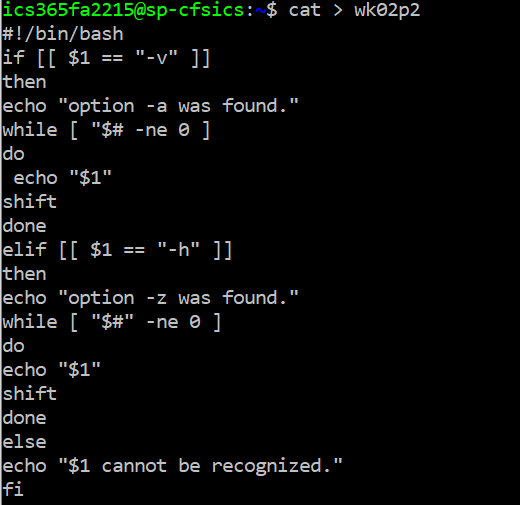 ics365fa2215@sp-cfsics:~$ cat > wk02p2
#!/bin/bash
if [[ $1 == "-v" ]]
then
echo "option -a was found."
while [ "$# -ne 0 ]
do
 echo "$1"
shift
done
elif [[ $1 == "-h" ]]
then
echo "option -z was found."
while [ "$#" -ne 0 ]
do
echo "$1"
shift
done
else
echo "$1 cannot be recognized."
fi